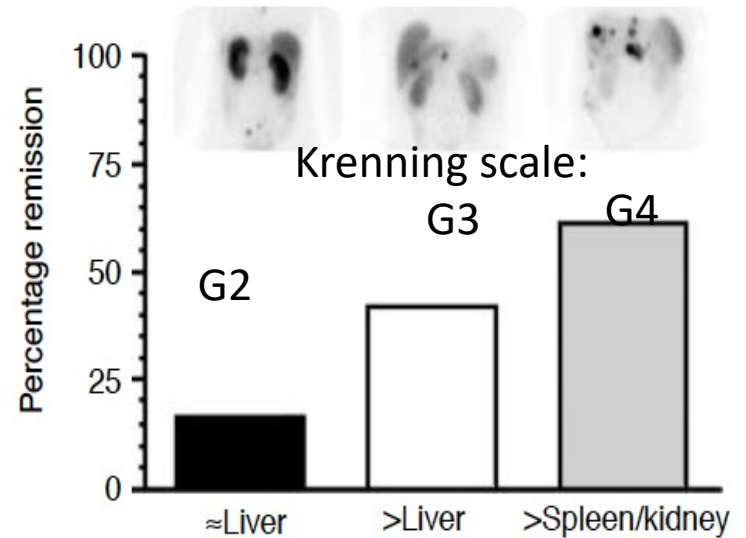 Percentage remission
100
75
50
25
0
Krenning scale:
G2
G3
G4
≈Liver
>Liver
>Spleen/kidney